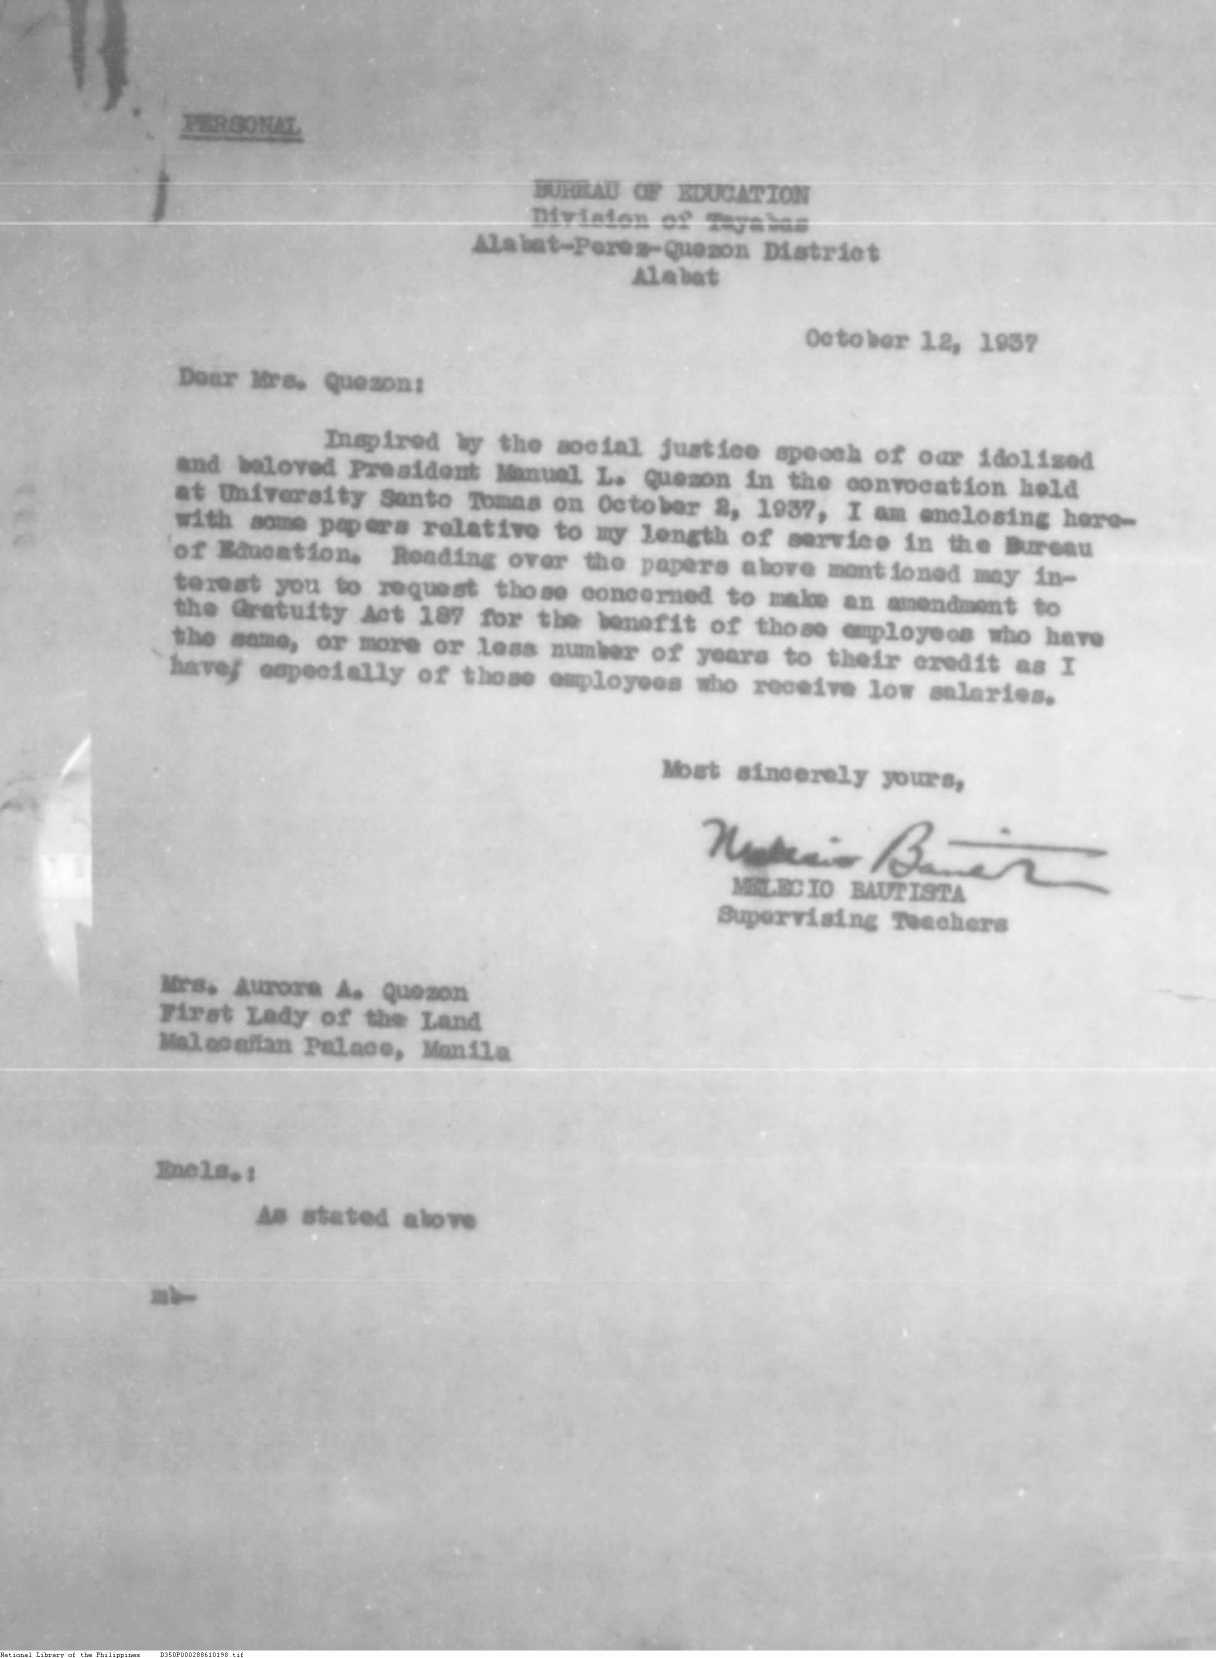 PERSONAL
BUREAU OF EDUCATION
Division of Tayabas
Alabat-Perez-Quezon District
Alabat
October 12, 1937
Dear Mrs. Quezon:
Inspired by the social justice speech of our idolized
and beloved President Manuel L. Quezon in the convocation held
at University Santo Tomas on October 2, 1937, I am enclosing here-
with some papers relative to my length of service in the Bureau
of Education. Reading over the papers above mentioned may in-
terest you to request those concerned to make an amendment to
the Gratuity Act 187 for the benefit of those employees who have
the same, or more or less number of years to their credit as I
have; especially of those employees who receive low salaries.
Most sincerely yours,
Melecio Bautista
MELECIO BAUTISTA
Supervising Teachers
Mrs. Aurora A. Quezon
First Lady of the Land
Malacañan Palace, Manila
Encls.:
As stated above
mb-
National Library of the Philippines D350P000288610198.tif